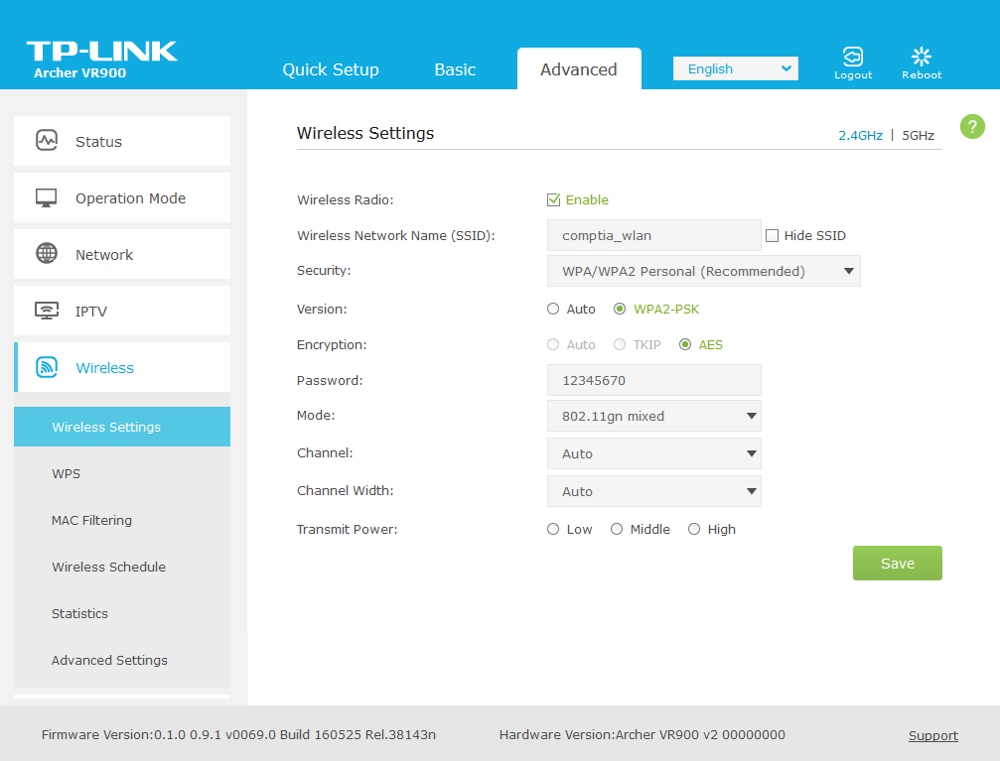 TP-LINK
Archer VR900
Quick Setup
Basic
Advanced
English
Logout
Reboot
Status
Operation Mode
Network
IPTV
Wireless
Wireless Settings
WPS
MAC Filtering
Wireless Schedule
Statistics
Advanced Settings
Wireless Settings
2.4GHz | 5GHz
?
Wireless Radio: Enable
Wireless Network Name (SSID): comptia_wlan Hide SSID
Security: WPA/WPA2 Personal (Recommended)
Version: Auto WPA2-PSK
Encryption: Auto TKIP AES
Password: 12345670
Mode: 802.11gn mixed
Channel: Auto
Channel Width: Auto
Transmit Power: Low Middle High
Save
Firmware Version:0.1.0 0.9.1 v0069.0 Build 160525 Rel.38143n
Hardware Version:Archer VR900 v2 00000000
Support